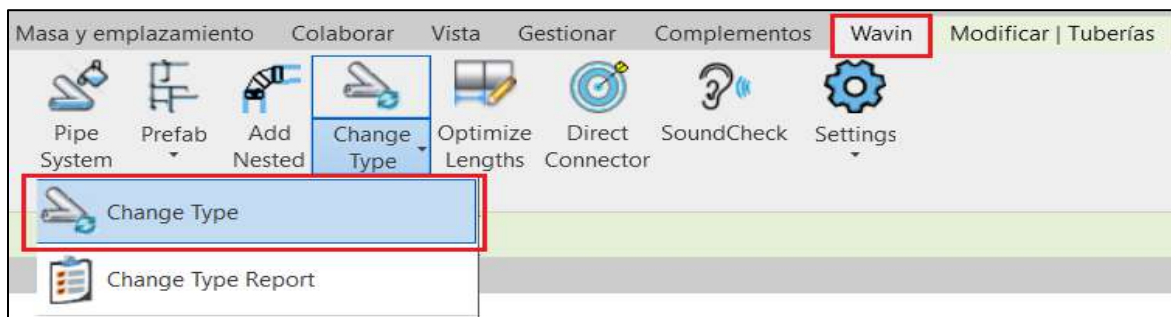 Masa y emplazamiento Colaborar Vista Gestionar Complementos Wavin Modificar | Tuberías
Pipe Prefab Add Change Optimize Direct SoundCheck Settings
System Nested Type Lengths Connector
Change Type
Change Type Report